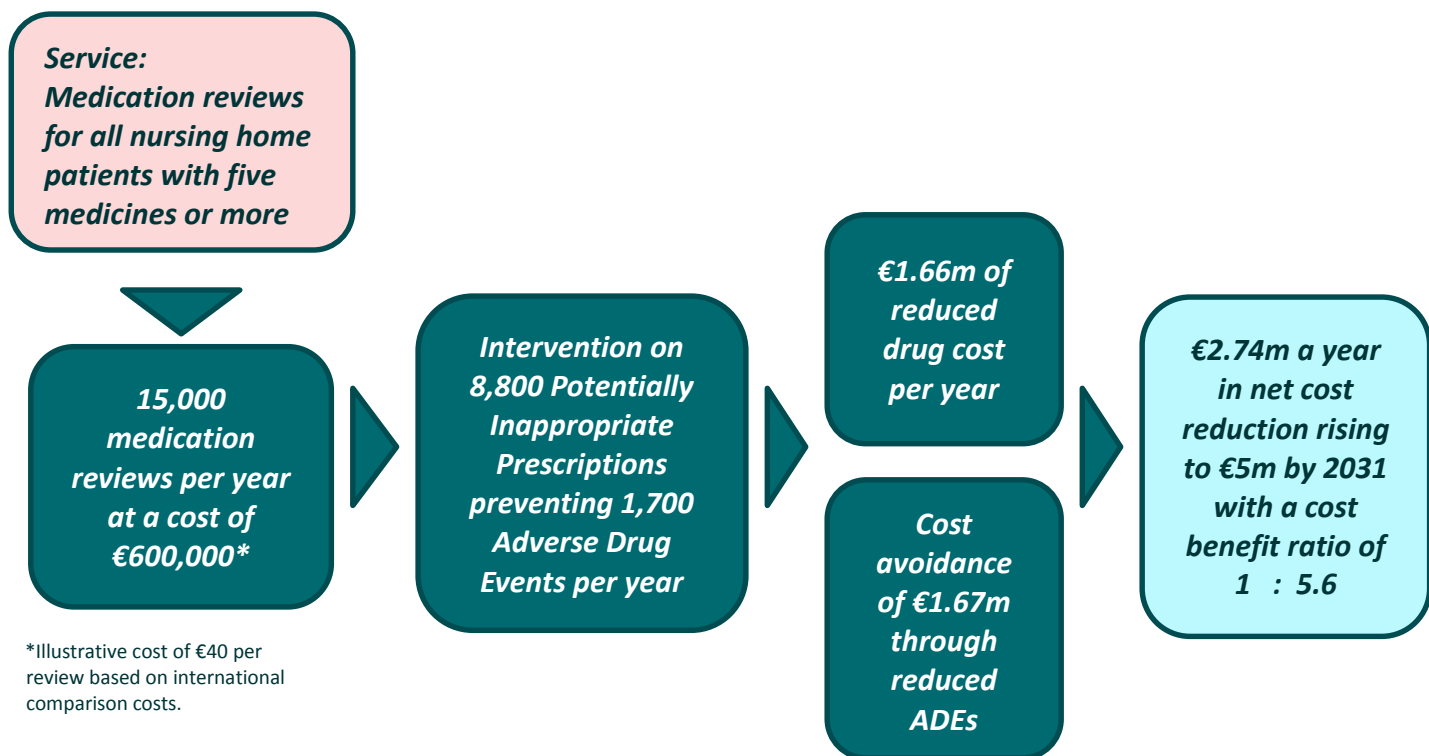 Service:
Medication reviews
for all nursing home
patients with five
medicines or more
15,000
medication
reviews per year
at a cost of
€600,000*
*Illustrative cost of €40 per
review based on international
comparison costs.
Intervention on
8,800 Potentially
Inappropriate
Prescriptions
preventing 1,700
Adverse Drug
Events per year
€1.66m of
reduced
drug cost
per year
Cost
avoidance
of €1.67m
through
reduced
ADEs
€2.74m a year
in net cost
reduction rising
to €5m by 2031
with a cost
benefit ratio of
1 : 5.6